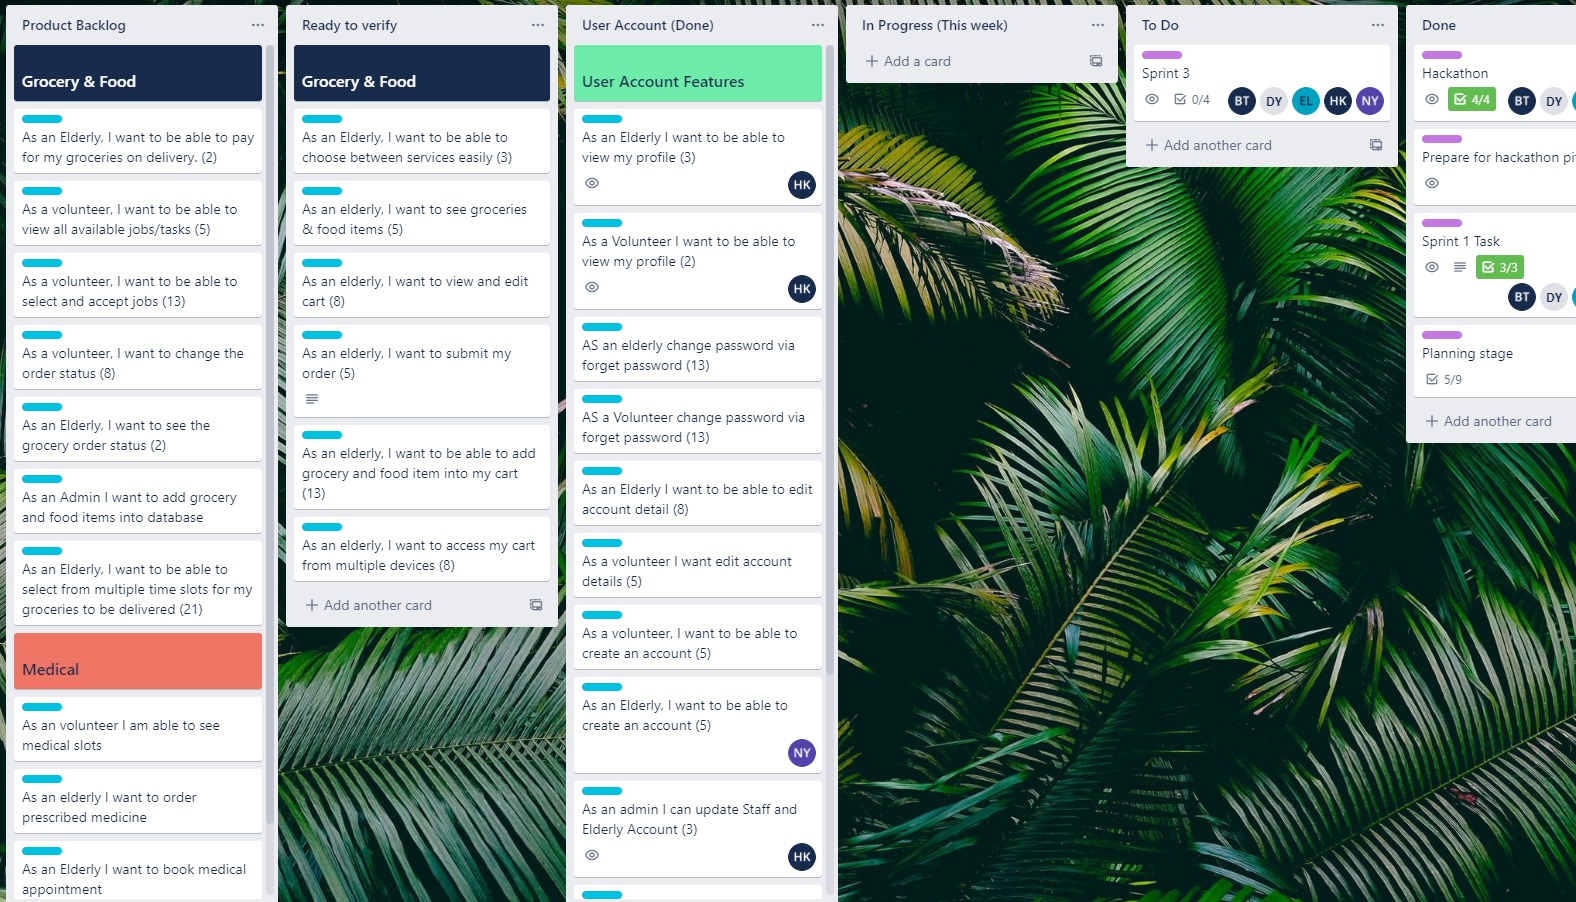 Product Backlog
Grocery & Food
As an Elderly, I want to be able to pay
for my groceries on delivery. (2)
As a volunteer, I want to be able to
view all available jobs/tasks (5)
As a volunteer, I want to be able to
select and accept jobs (13)
As a volunteer, I want to change the
order status (8)
As an Elderly, I want to see the
grocery order status (2)
As an Admin I want to add grocery
and food items into database
As an Elderly, I want to be able to
select from multiple time slots for my
groceries to be delivered (21)
Medical
As an volunteer I am able to see
medical slots
As an elderly I want to order
prescribed medicine
As an Elderly I want to book medical
appointment
Ready to verify
Grocery & Food
As an Elderly, I want to be able to
choose between services easily (3)
As an elderly, I want to see groceries
& food items (5)
As an elderly, I want to view and edit
cart (8)
As an elderly, I want to submit my
order (5)
As an elderly, I want to be able to add
grocery and food item into my cart
(13)
As an elderly, I want to access my cart
from multiple devices (8)
+ Add another card
User Account (Done)
User Account Features
As an Elderly I want to be able to
view my profile (3)
HK
As a Volunteer I want to be able to
view my profile (2)
HK
AS an elderly change password via
forget password (13)
AS a Volunteer change password via
forget password (13)
As an Elderly I want to be able to edit
account detail (8)
As a volunteer I want edit account
details (5)
As a volunteer, I want to be able to
create an account (5)
As an Elderly, I want to be able to
create an account (5)
NY
As an admin I can update Staff and
Elderly Account (3)
HK
In Progress (This week)
+ Add a card
To Do
Sprint 3
0/4 BT DY EL HK NY
+ Add another card
Done
Hackathon
4/4 BT DY
Prepare for hackathon pi
Sprint 1 Task
3/3
BT DY
Planning stage
5/9
+ Add another card